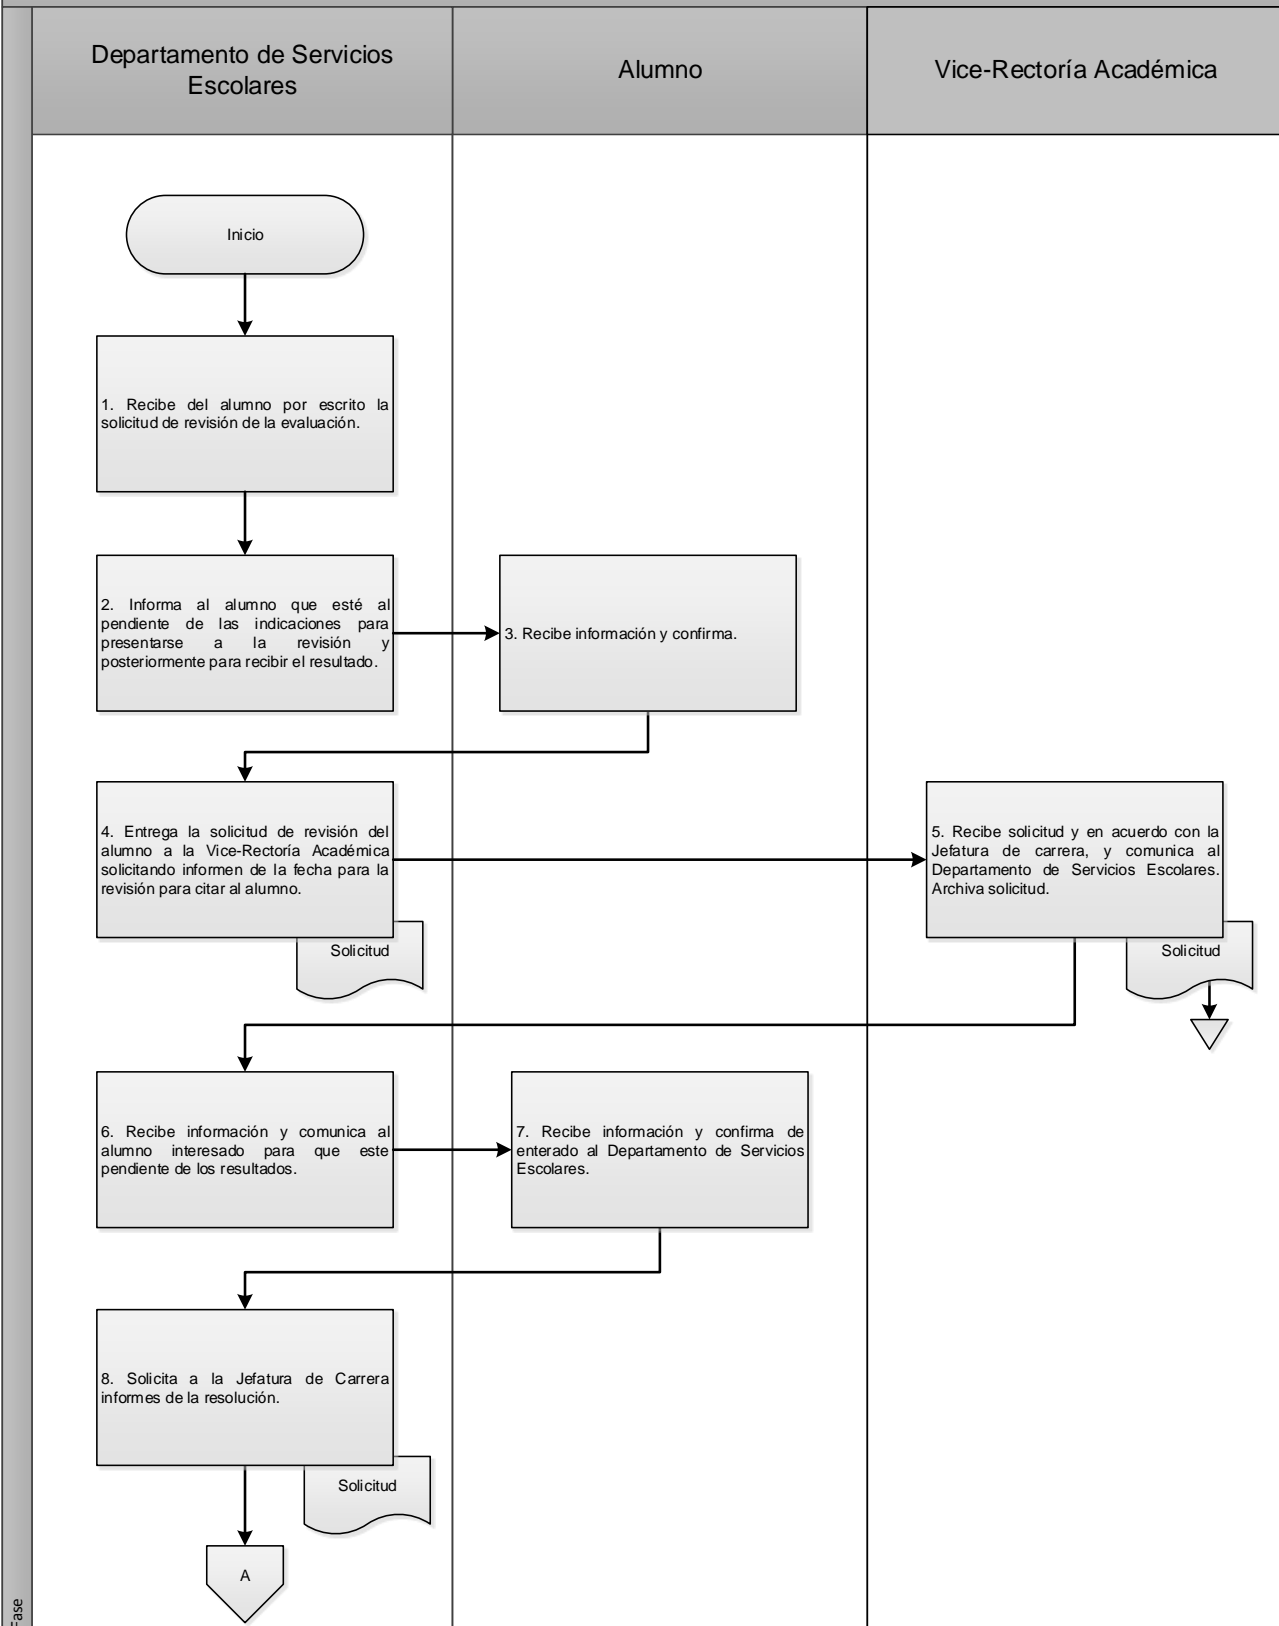 Departamento de Servicios
Escolares
Alumno
Vice-Rectoría Académica
Inicio
1. Recibe del alumno por escrito la
solicitud de revisión de la evaluación.
2. Informa al alumno que esté al
pendiente de las indicaciones para
presentarse a la revisión y
posteriormente para recibir el resultado.
3. Recibe información y confirma.
4. Entrega la solicitud de revisión del
alumno a la Vice-Rectoría Académica
solicitando informen de la fecha para la
revisión para citar al alumno.
Solicitud
5. Recibe solicitud y en acuerdo con la
Jefatura de carrera, y comunica al
Departamento de Servicios Escolares.
Archiva solicitud.
Solicitud
6. Recibe información y comunica al
alumno interesado para que este
pendiente de los resultados.
7. Recibe información y confirma de
enterado al Departamento de Servicios
Escolares.
8. Solicita a la Jefatura de Carrera
informes de la resolución.
Solicitud
A
Fase